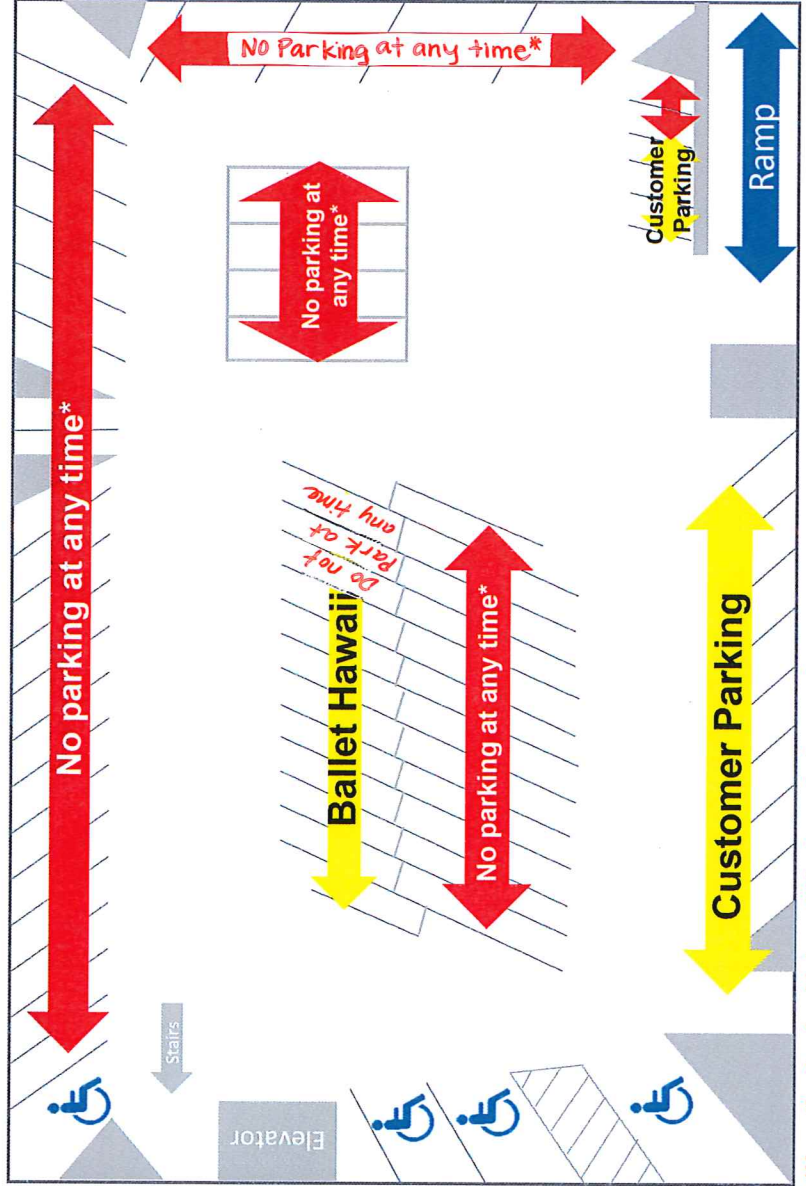 NO Parking at any time*
No parking at any time*
No parking at
any time*
Customer
Parking
Ramp
Do not
Park at
any time
Ballet Hawaii
No parking at any time*
Customer Parking
Stairs
Elevator